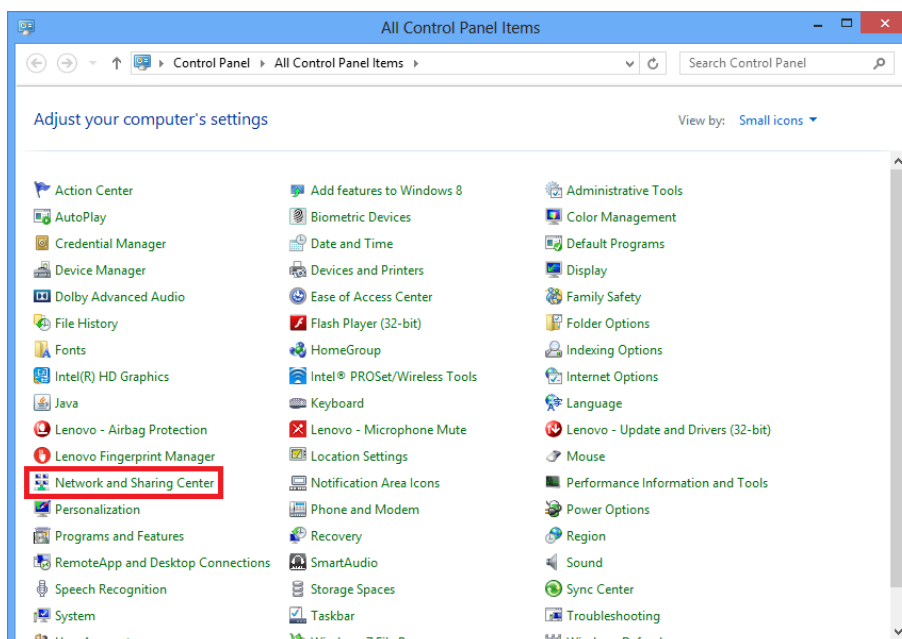 All Control Panel Items
Control Panel All Control Panel Items Search Control Panel
Adjust your computer's settings View by: Small icons
Action Center Add features to Windows 8 Administrative Tools
AutoPlay Biometric Devices Color Management
Credential Manager Date and Time Default Programs
Device Manager Devices and Printers Display
Dolby Advanced Audio Ease of Access Center Family Safety
File History Flash Player (32-bit) Folder Options
Fonts HomeGroup Indexing Options
Intel(R) HD Graphics Intel® PROSet/Wireless Tools Internet Options
Java Keyboard Language
Lenovo - Airbag Protection Lenovo - Microphone Mute Lenovo - Update and Drivers (32-bit)
Lenovo Fingerprint Manager Location Settings Mouse
Network and Sharing Center Notification Area Icons Performance Information and Tools
Personalization Phone and Modem Power Options
Programs and Features Recovery Region
RemoteApp and Desktop Connections SmartAudio Sound
Speech Recognition Storage Spaces Sync Center
System Taskbar Troubleshooting